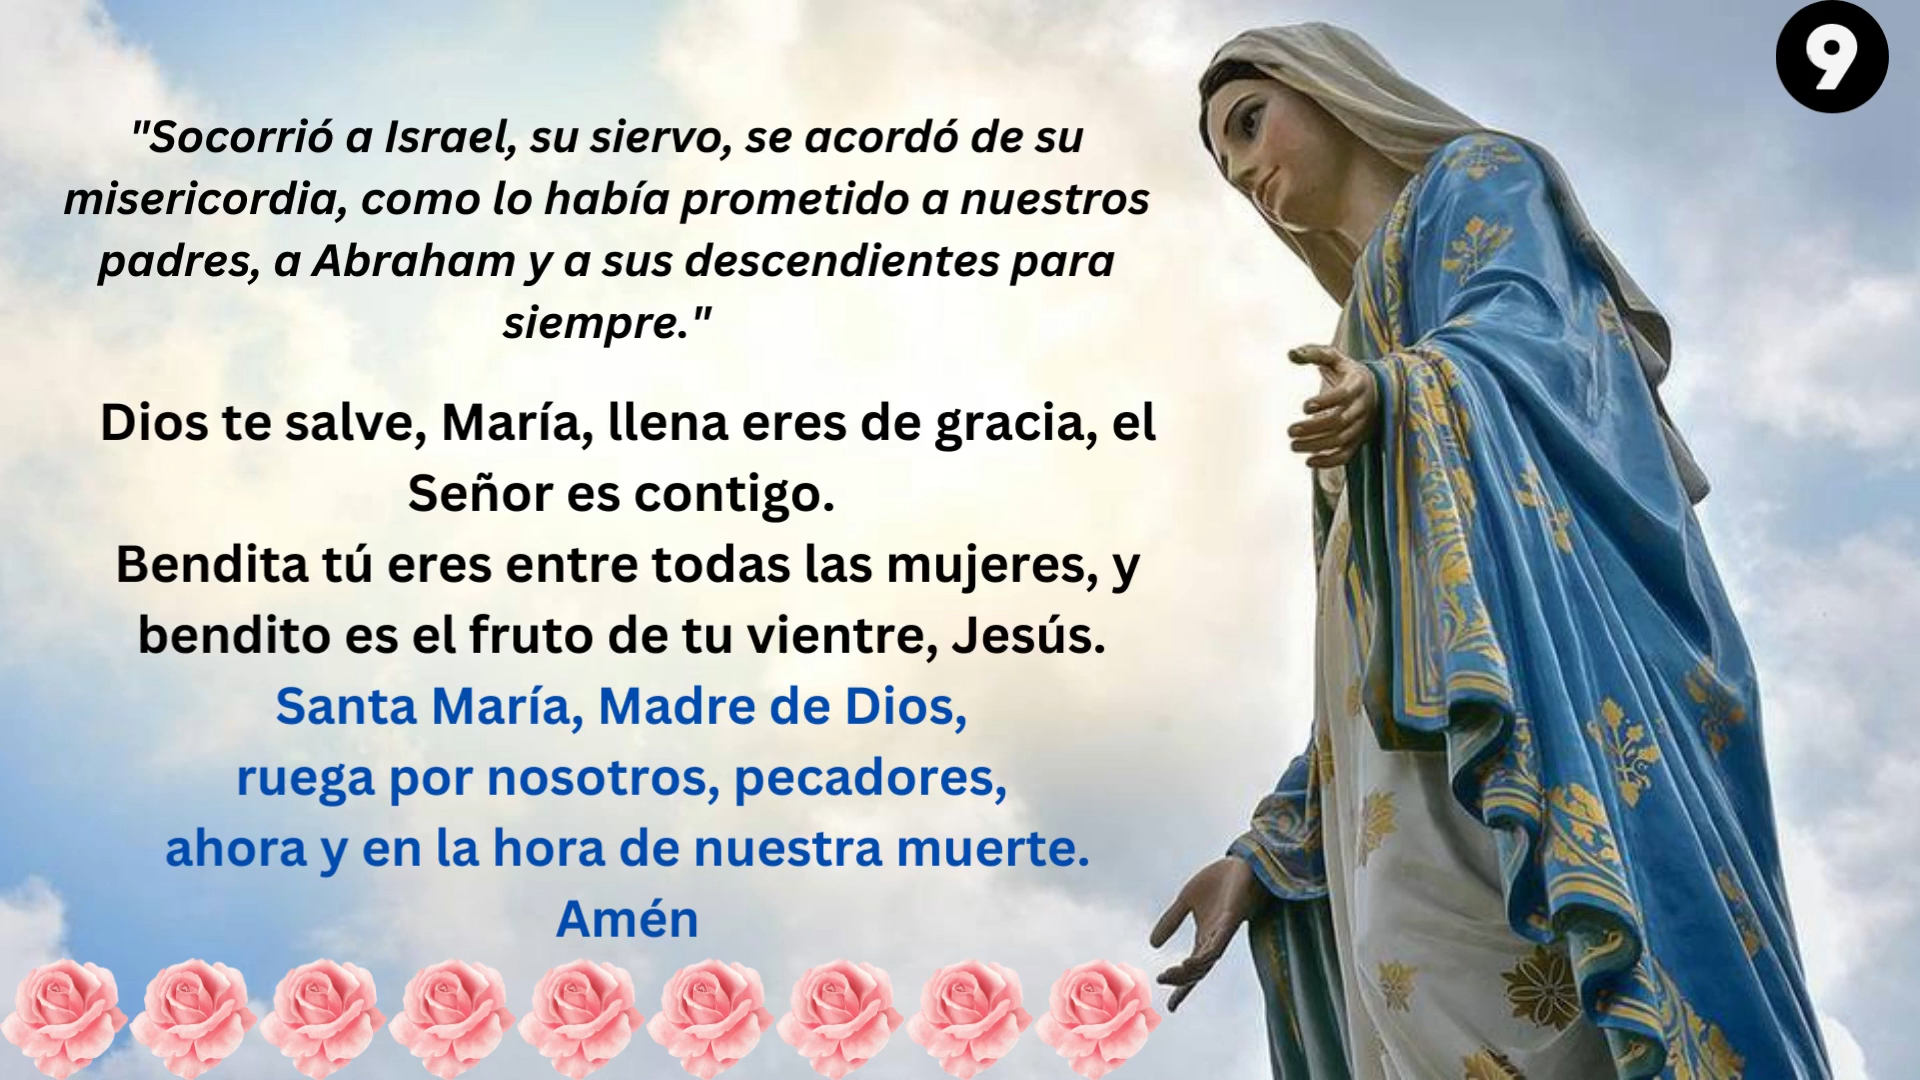 9
"Socorrió a Israel, su siervo, se acordó de su
misericordia, como lo había prometido a nuestros
padres, a Abraham y a sus descendientes para
siempre."
Dios te salve, María, llena eres de gracia, el
Señor es contigo.
Bendita tú eres entre todas las mujeres, y
bendito es el fruto de tu vientre, Jesús.
Santa María, Madre de Dios,
ruega por nosotros, pecadores,
ahora y en la hora de nuestra muerte.
Amén